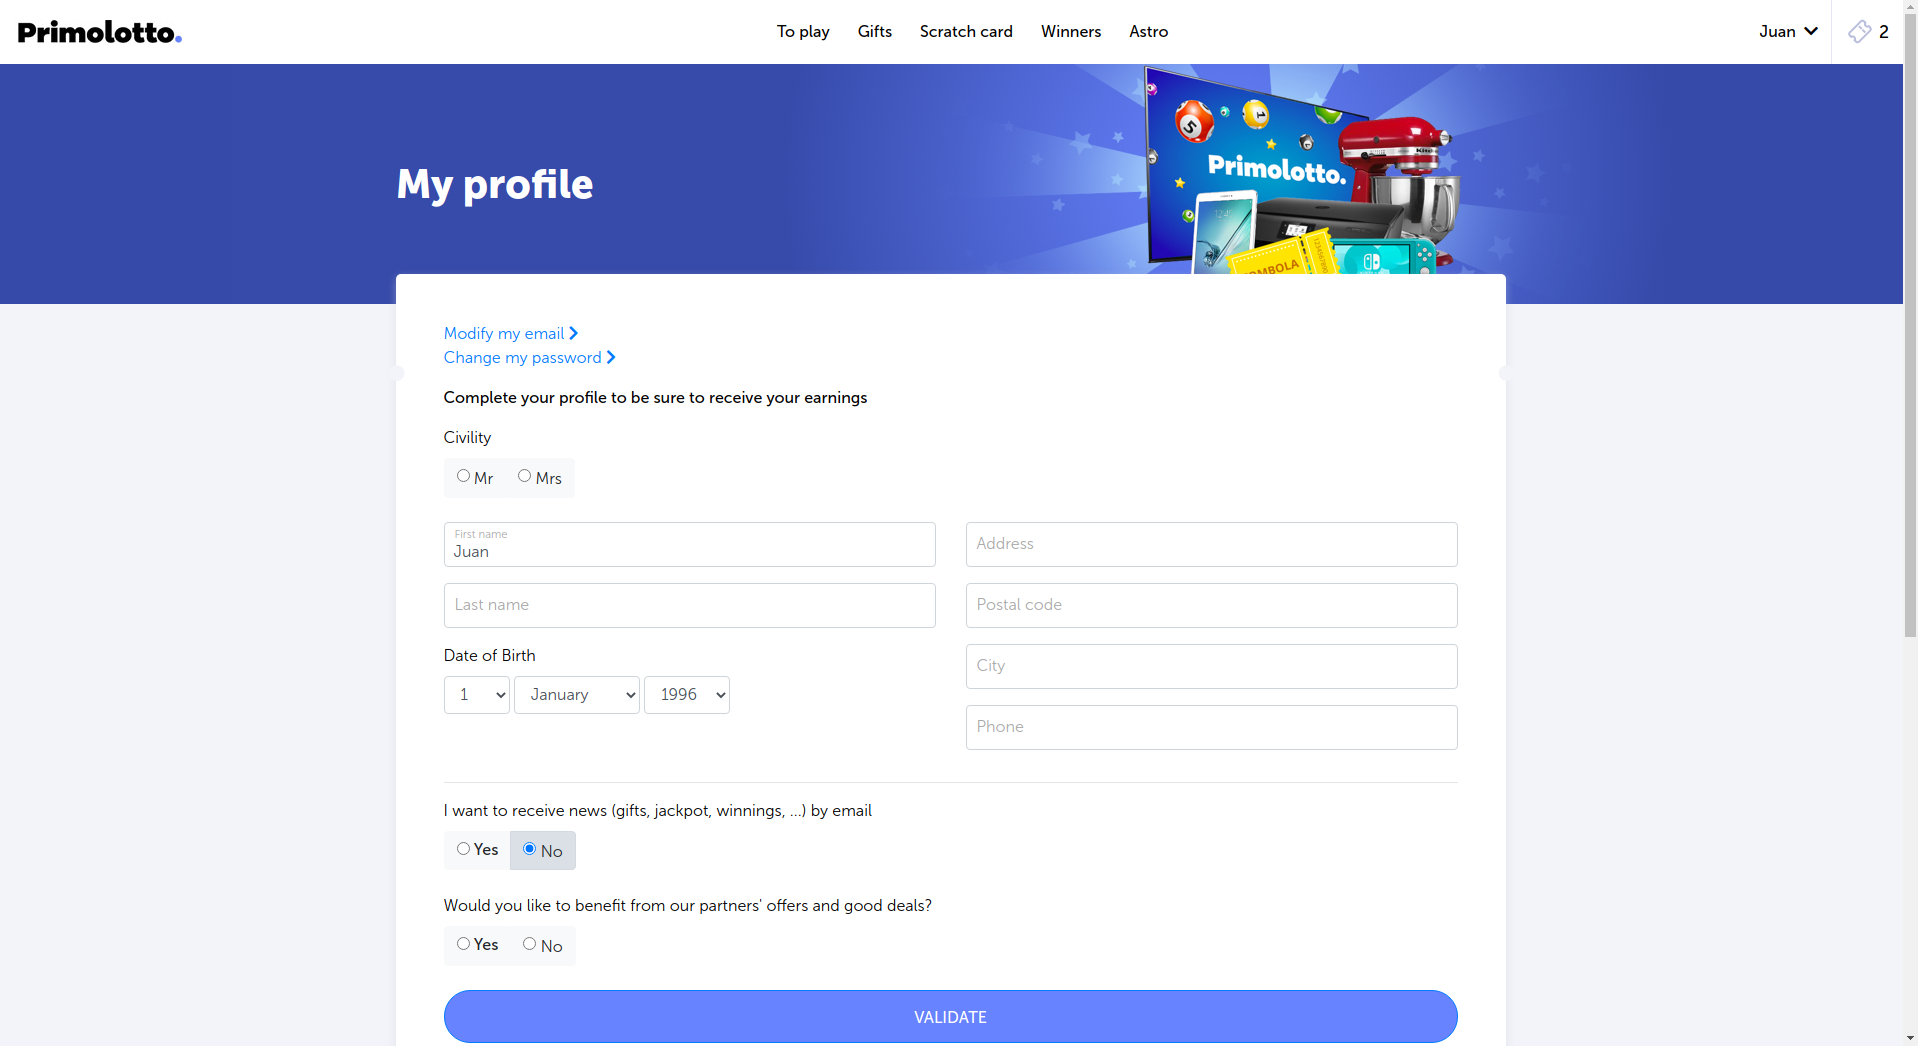 Primolotto.
To play
Gifts
Scratch card
Winners
Astro
Juan
2
My profile
5
1
Primolotto.
Modify my email
Change my password
Complete your profile to be sure to receive your earnings
Civility
Mr
Mrs
First name
Juan
Address
Last name
Postal code
Date of Birth
1
January
1996
City
Phone
I want to receive news (gifts, jackpot, winnings, ...) by email
Yes
No
Would you like to benefit from our partners' offers and good deals?
Yes
No
VALIDATE